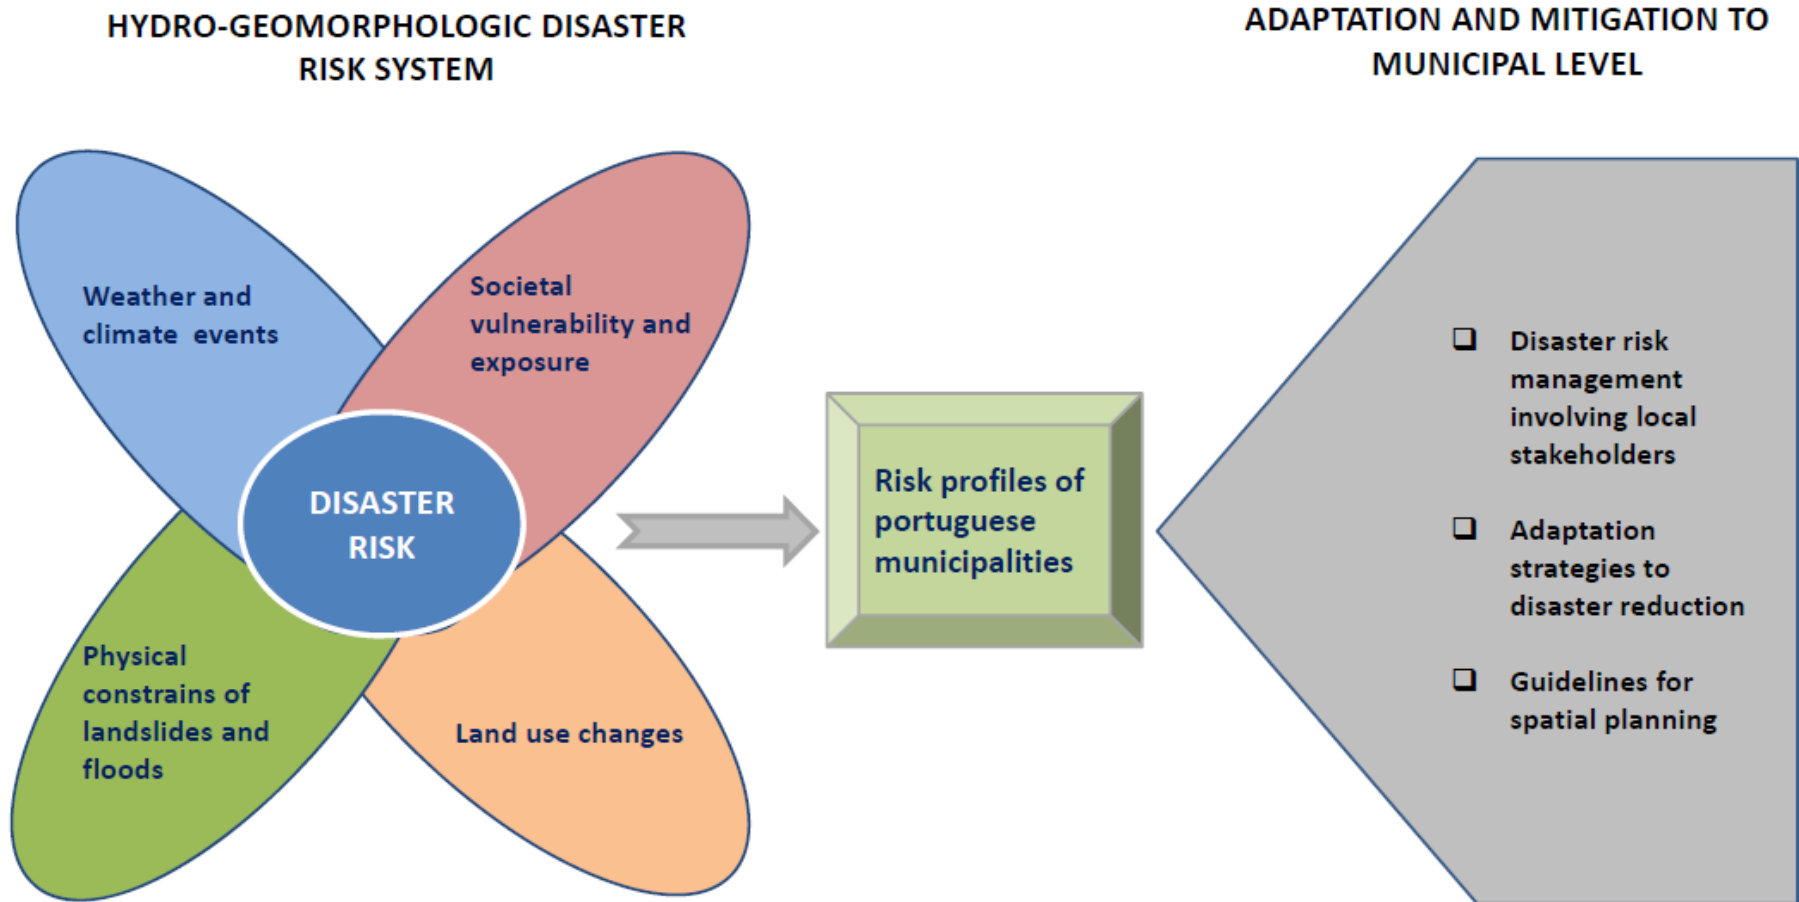 HYDRO-GEOMORPHOLOGIC DISASTER
RISK SYSTEM
ADAPTATION AND MITIGATION TO
MUNICIPAL LEVEL
Weather and
climate events
Societal
vulnerability and
exposure
DISASTER
RISK
Physical
constrains of
landslides and
floods
Land use changes
Risk profiles of
portuguese
municipalities
Disaster risk
management
involving local
stakeholders
Adaptation
strategies to
disaster reduction
Guidelines for
spatial planning